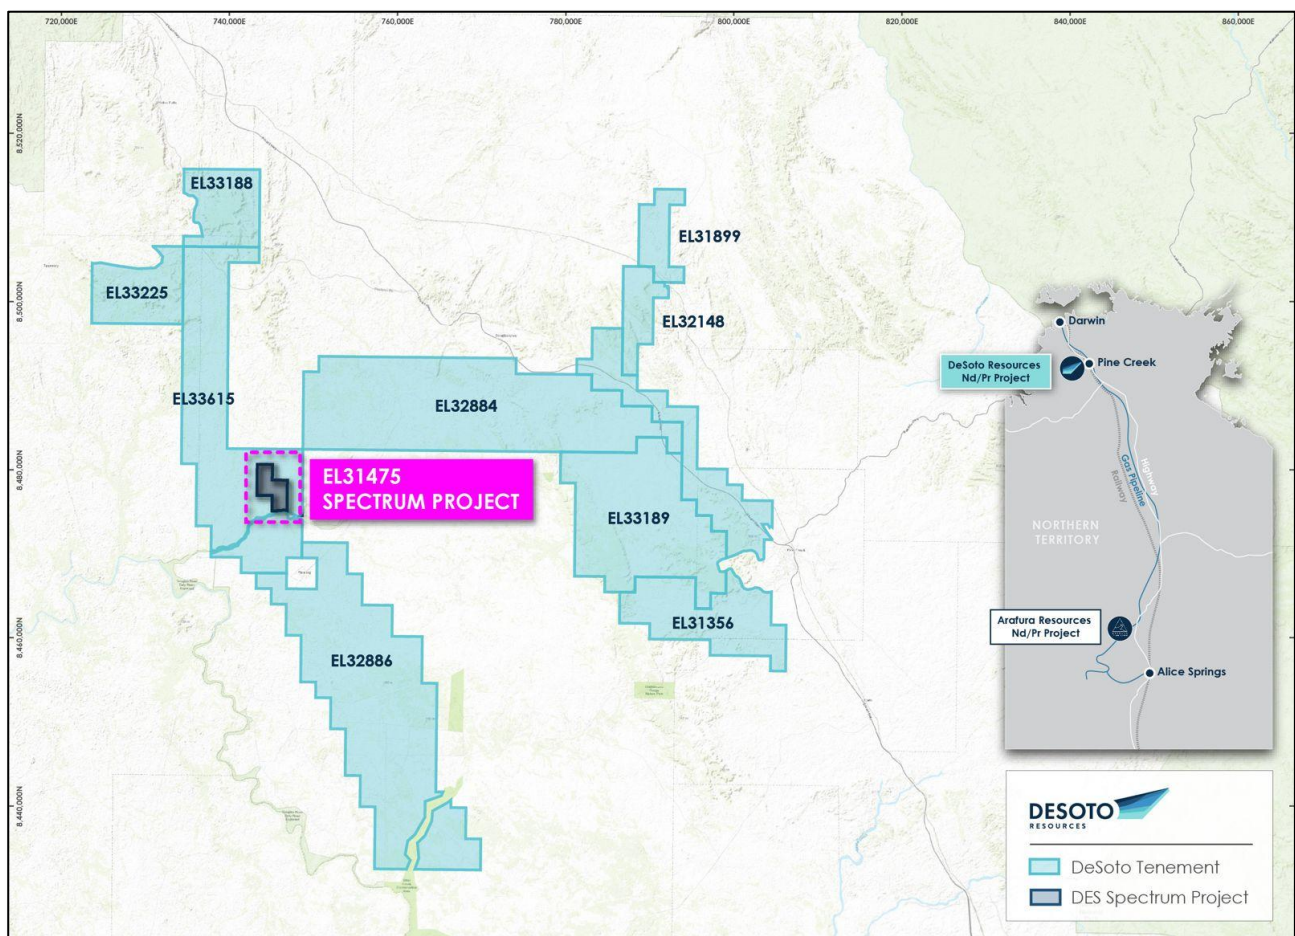 720,000E
740,000E
760,000E
780,000E
800,000E
820,000E
840,000E
860,000E
8,520,000N
8,500,000N
8,480,000N
8,460,000N
8,440,000N
EL33188
EL31899
EL33225
EL32148
EL33615
EL32884
EL31475
SPECTRUM PROJECT
EL33189
EL31356
EL32886
Darwin
Pine Creek
DeSoto Resources
Nd/Pr Project
Highway
Gas Pipeline
Railway
NORTHERN
TERRITORY
Arafura Resources
Nd/Pr Project
Alice Springs
DESOTO
RESOURCES
DeSoto Tenement
DES Spectrum Project